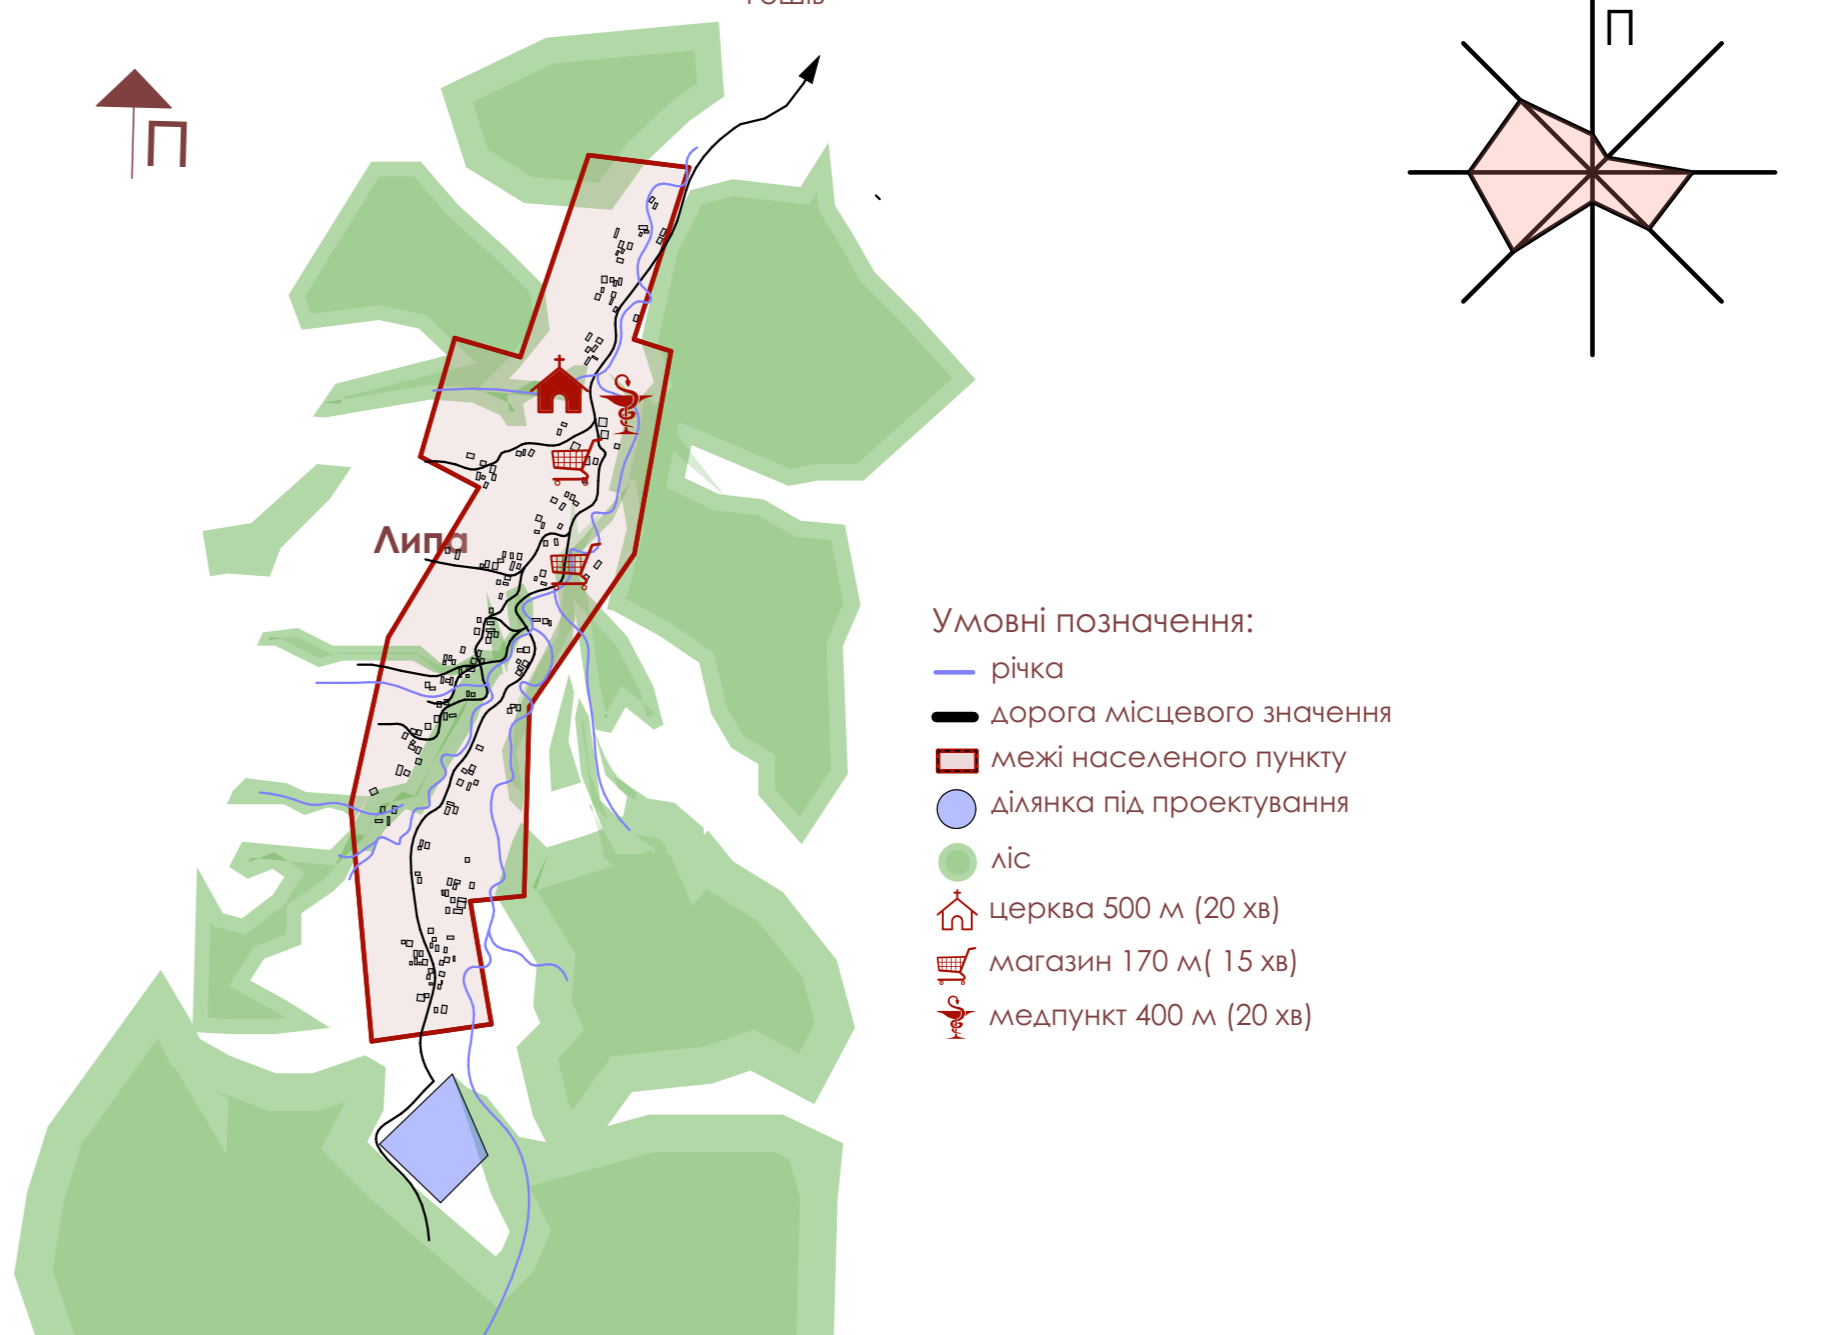 П
П
Липа
Умовні позначення:
річка
дорога місцевого значення
межі населеного пункту
ділянка під проектування
ліс
церква 500 м (20 хв)
магазин 170 м( 15 хв)
медпункт 400 м (20 хв)